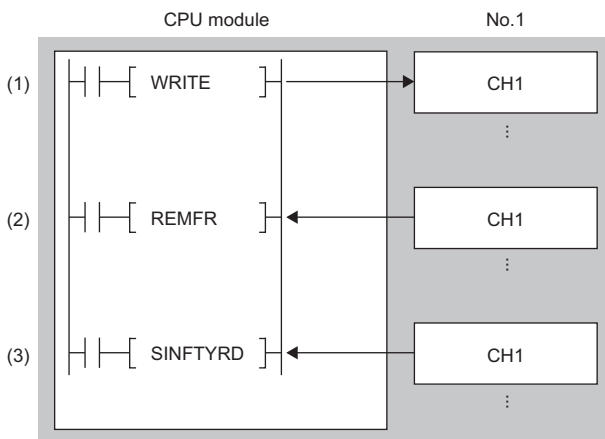 CPU module No.1
(1) WRITE CH1
(2) REMFR CH1
(3) SINFTYRD CH1